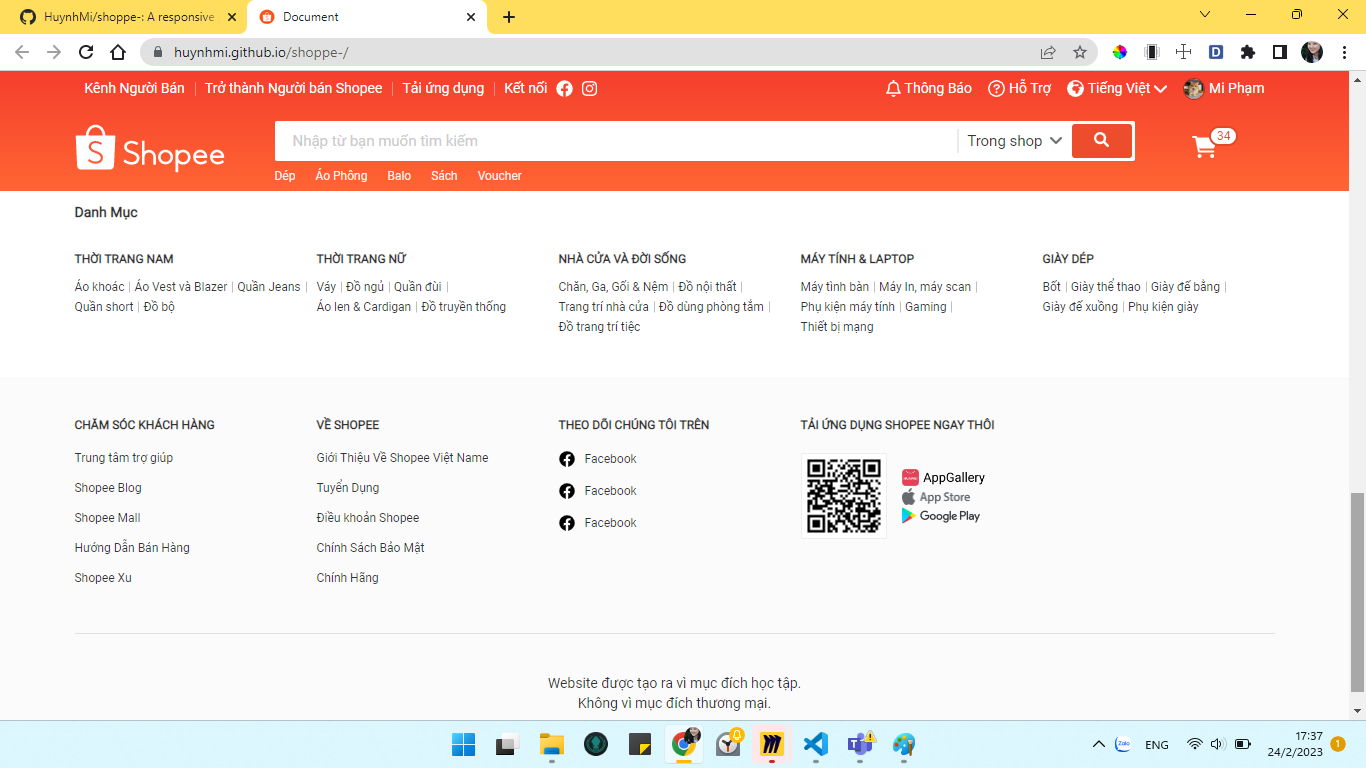 HuynhMi/shoppe-: A responsive
Document
huynhmi.github.io/shoppe-/
Kênh Người Bán
Trở thành Người bán Shopee
Tải ứng dụng
Kết nối
Thông Báo
Hỗ Trợ
Tiếng Việt
Mi Phạm
Shopee
Nhập từ bạn muốn tìm kiếm
Trong shop
34
Dép
Áo Phông
Balo
Sách
Voucher
Danh Mục
THỜI TRANG NAM
Áo khoác | Áo Vest và Blazer | Quần Jeans |
Quần short | Đồ bộ
THỜI TRANG NỮ
Váy | Đồ ngủ | Quần đùi |
Áo len & Cardigan | Đồ truyền thống
NHÀ CỬA VÀ ĐỜI SỐNG
Chăn, Ga, Gối & Nệm | Đồ nội thất |
Trang trí nhà cửa | Đồ dùng phòng tắm |
Đồ trang trí tiệc
MÁY TÍNH & LAPTOP
Máy tình bàn | Máy In, máy scan |
Phụ kiện máy tính | Gaming |
Thiết bị mạng
GIÀY DÉP
Bốt | Giày thể thao | Giày đế bằng |
Giày đế xuồng | Phụ kiện giày
CHĂM SÓC KHÁCH HÀNG
Trung tâm trợ giúp
Shopee Blog
Shopee Mall
Hướng Dẫn Bán Hàng
Shopee Xu
VỀ SHOPEE
Giới Thiệu Về Shopee Việt Name
Tuyển Dụng
Điều khoản Shopee
Chính Sách Bảo Mật
Chính Hãng
THEO DÕI CHÚNG TÔI TRÊN
Facebook
Facebook
Facebook
TẢI ỨNG DỤNG SHOPEE NGAY THÔI
AppGallery
App Store
Google Play
Website được tạo ra vì mục đích học tập.
Không vì mục đích thương mại.
Zalo
ENG
17:37
24/2/2023
1